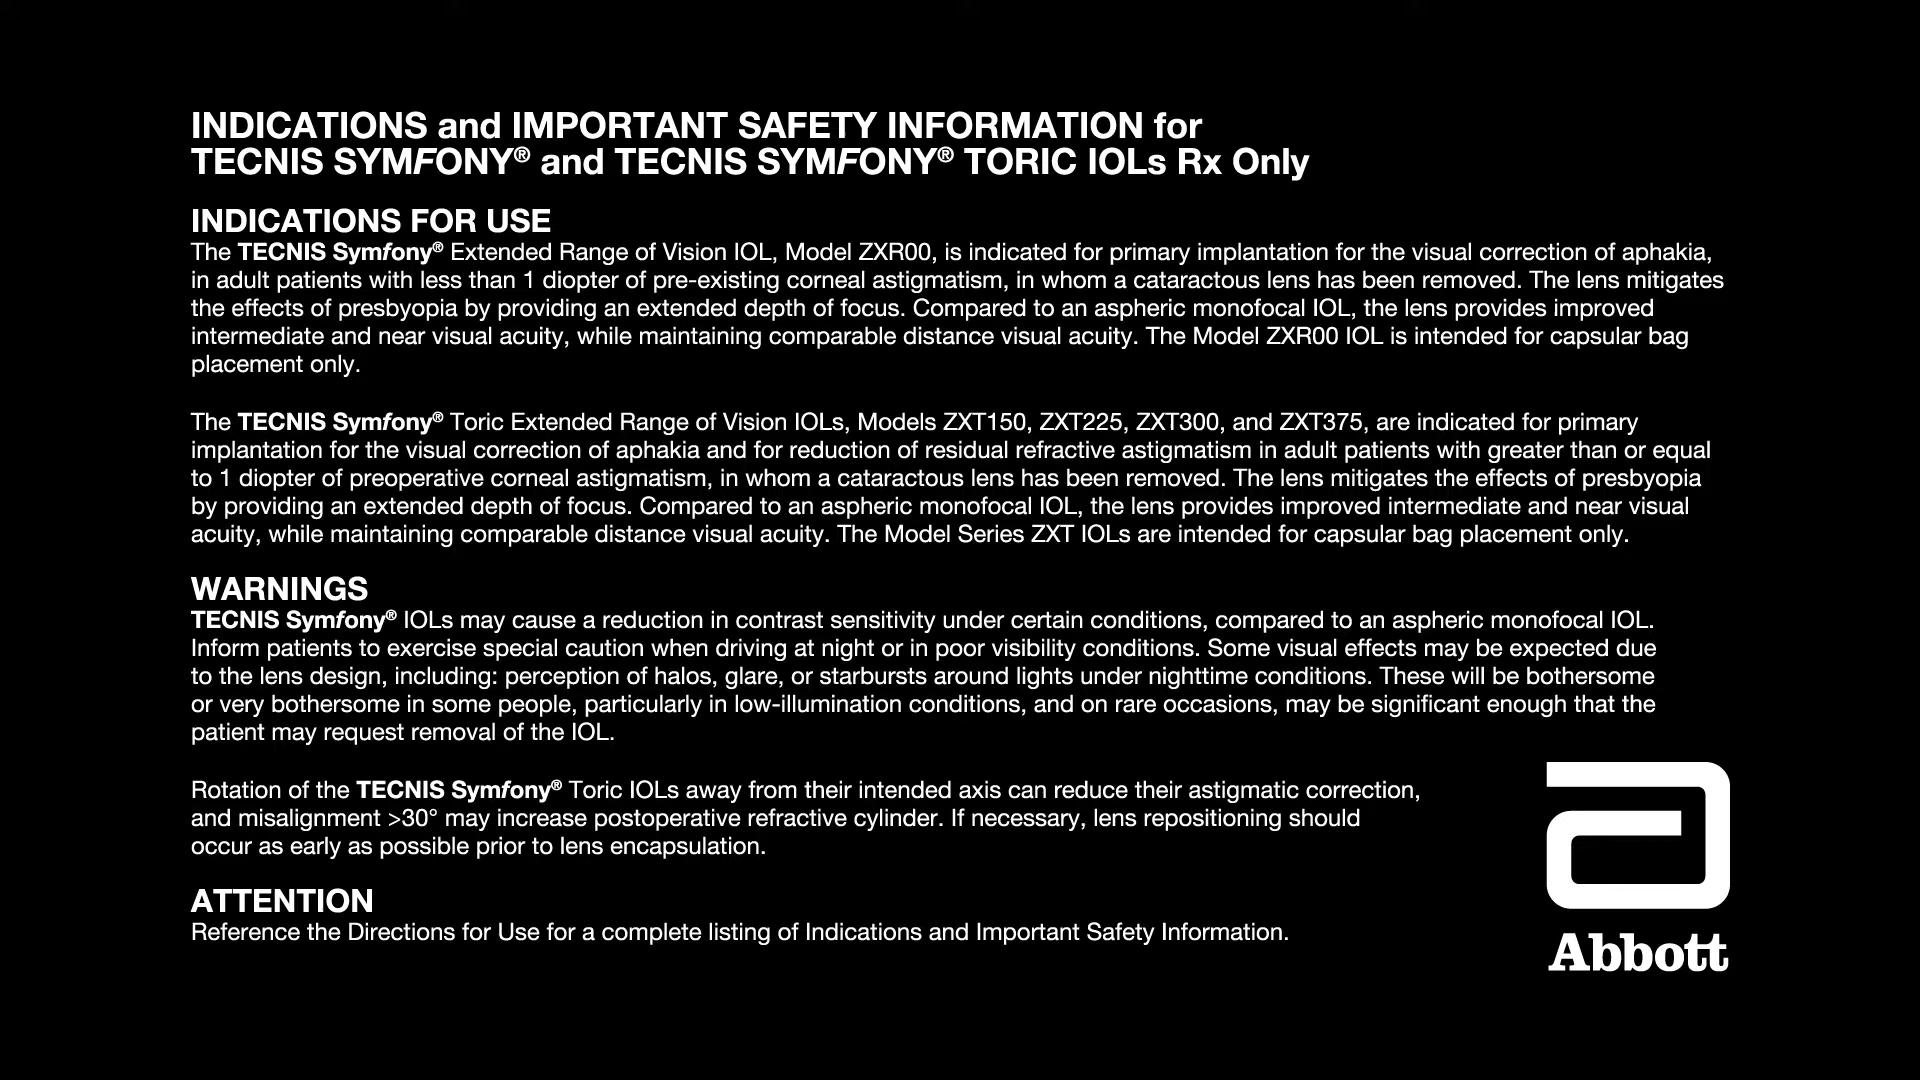 INDICATIONS and IMPORTANT SAFETY INFORMATION for
TECNIS SYMFONY® and TECNIS SYMFONY® TORIC IOLs Rx Only
INDICATIONS FOR USE
The TECNIS Symfony® Extended Range of Vision IOL, Model ZXR00, is indicated for primary implantation for the visual correction of aphakia,
in adult patients with less than 1 diopter of pre-existing corneal astigmatism, in whom a cataractous lens has been removed. The lens mitigates
the effects of presbyopia by providing an extended depth of focus. Compared to an aspheric monofocal IOL, the lens provides improved
intermediate and near visual acuity, while maintaining comparable distance visual acuity. The Model ZXR00 IOL is intended for capsular bag
placement only.
The TECNIS Symfony® Toric Extended Range of Vision IOLs, Models ZXT150, ZXT225, ZXT300, and ZXT375, are indicated for primary
implantation for the visual correction of aphakia and for reduction of residual refractive astigmatism in adult patients with greater than or equal
to 1 diopter of preoperative corneal astigmatism, in whom a cataractous lens has been removed. The lens mitigates the effects of presbyopia
by providing an extended depth of focus. Compared to an aspheric monofocal IOL, the lens provides improved intermediate and near visual
acuity, while maintaining comparable distance visual acuity. The Model Series ZXT IOLs are intended for capsular bag placement only.
WARNINGS
TECNIS Symfony® IOLs may cause a reduction in contrast sensitivity under certain conditions, compared to an aspheric monofocal IOL.
Inform patients to exercise special caution when driving at night or in poor visibility conditions. Some visual effects may be expected due
to the lens design, including: perception of halos, glare, or starbursts around lights under nighttime conditions. These will be bothersome
or very bothersome in some people, particularly in low-illumination conditions, and on rare occasions, may be significant enough that the
patient may request removal of the IOL.
Rotation of the TECNIS Symfony® Toric IOLs away from their intended axis can reduce their astigmatic correction,
and misalignment >30° may increase postoperative refractive cylinder. If necessary, lens repositioning should
occur as early as possible prior to lens encapsulation.
ATTENTION
Reference the Directions for Use for a complete listing of Indications and Important Safety Information.
Abbott